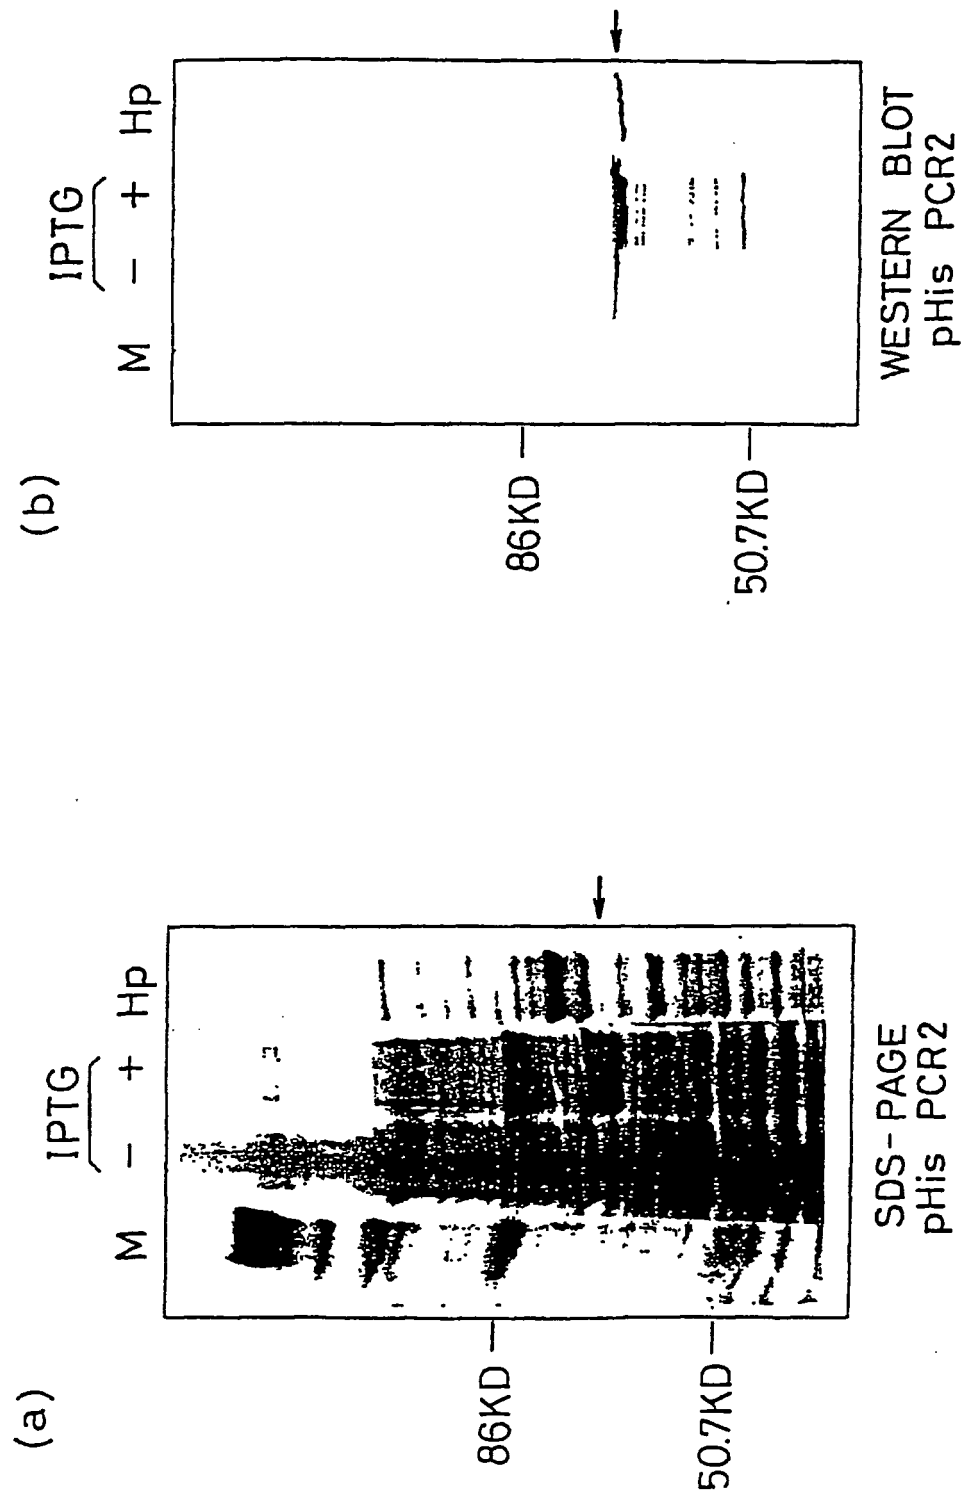 (a)
IPTG
M – + Hp
86KD
50.7KD
SDS-PAGE
pHis PCR2
(b)
IPTG
M – + Hp
86KD
50.7KD
WESTERN BLOT
pHis PCR2